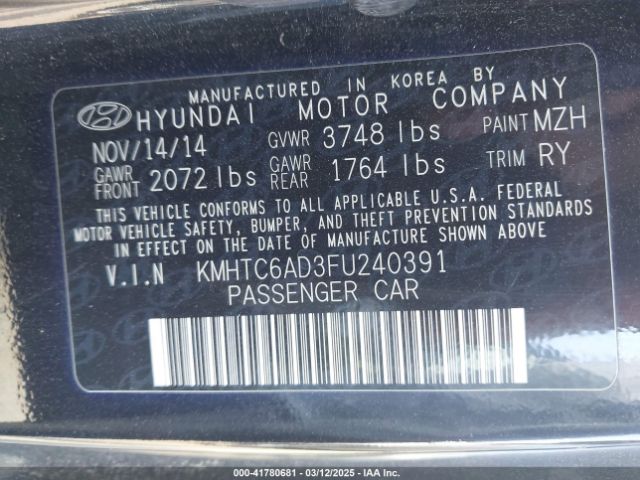 MANUFACTURED IN KOREA BY
HYUNDAI MOTOR COMPANY
NOV/14/14 GVWR 3748 lbs PAINT MZH
GAWR FRONT 2072 lbs GAWR REAR 1764 lbs TRIM RY
THIS VEHICLE CONFORMS TO ALL APPLICABLE U.S.A. FEDERAL
MOTOR VEHICLE SAFETY, BUMPER, AND THEFT PREVENTION STANDARDS
IN EFFECT ON THE DATE OF MANUFACTURE SHOWN ABOVE
V.I.N KMHTC6AD3FU240391
PASSENGER CAR
000-41780681 - 03/12/2025 - IAA Inc.